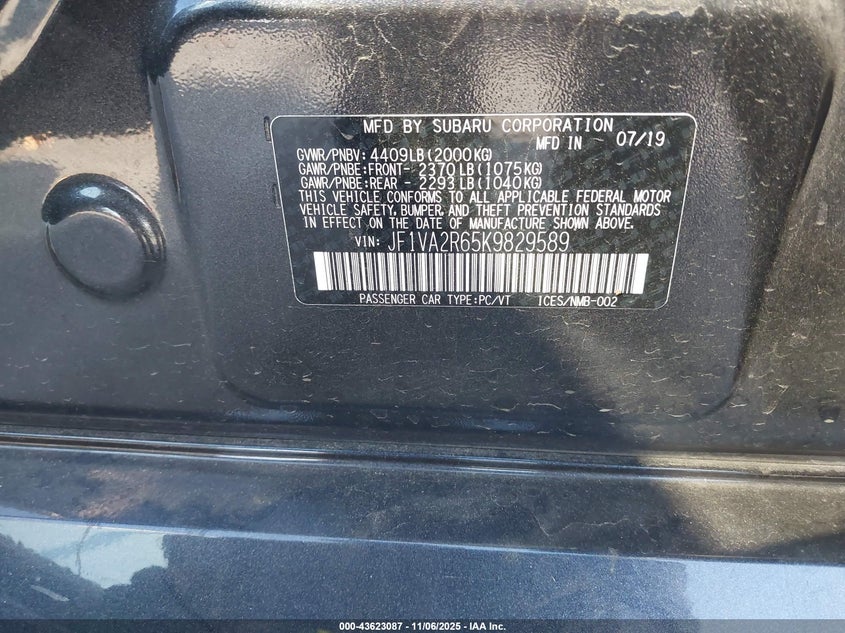 MFD BY SUBARU CORPORATION
MFD IN 07/19
GVWR/PNBV: 4409LB(2000KG)
GAWR/PNBE:FRONT- 2370LB(1075KG)
GAWR/PNBE:REAR - 2293LB(1040KG)
THIS VEHICLE CONFORMS TO ALL APPLICABLE FEDERAL MOTOR
VEHICLE SAFETY, BUMPER, AND THEFT PREVENTION STANDARDS
IN EFFECT ON THE DATE OF MANUFACTURE SHOWN ABOVE.
VIN: JF1VA2R65K9829589
PASSENGER CAR TYPE:PC/VT ICES/NMB-002
000-43623087 - 11/06/2025 - IAA Inc.